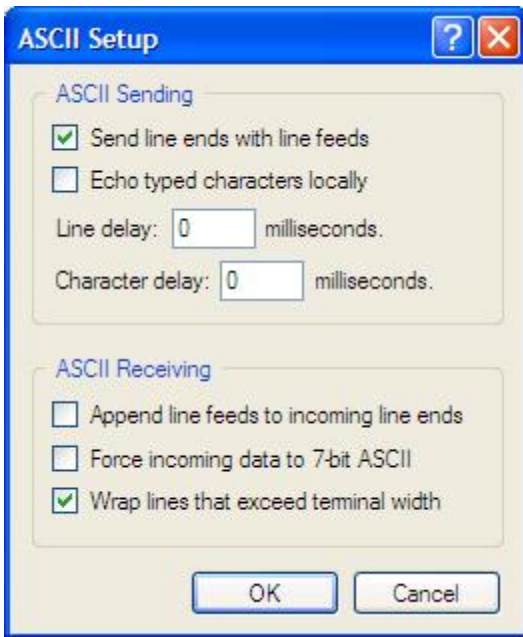 ASCII Setup
ASCII Sending
Send line ends with line feeds
Echo typed characters locally
Line delay: 0 milliseconds.
Character delay: 0 milliseconds.
ASCII Receiving
Append line feeds to incoming line ends
Force incoming data to 7-bit ASCII
Wrap lines that exceed terminal width
OK Cancel